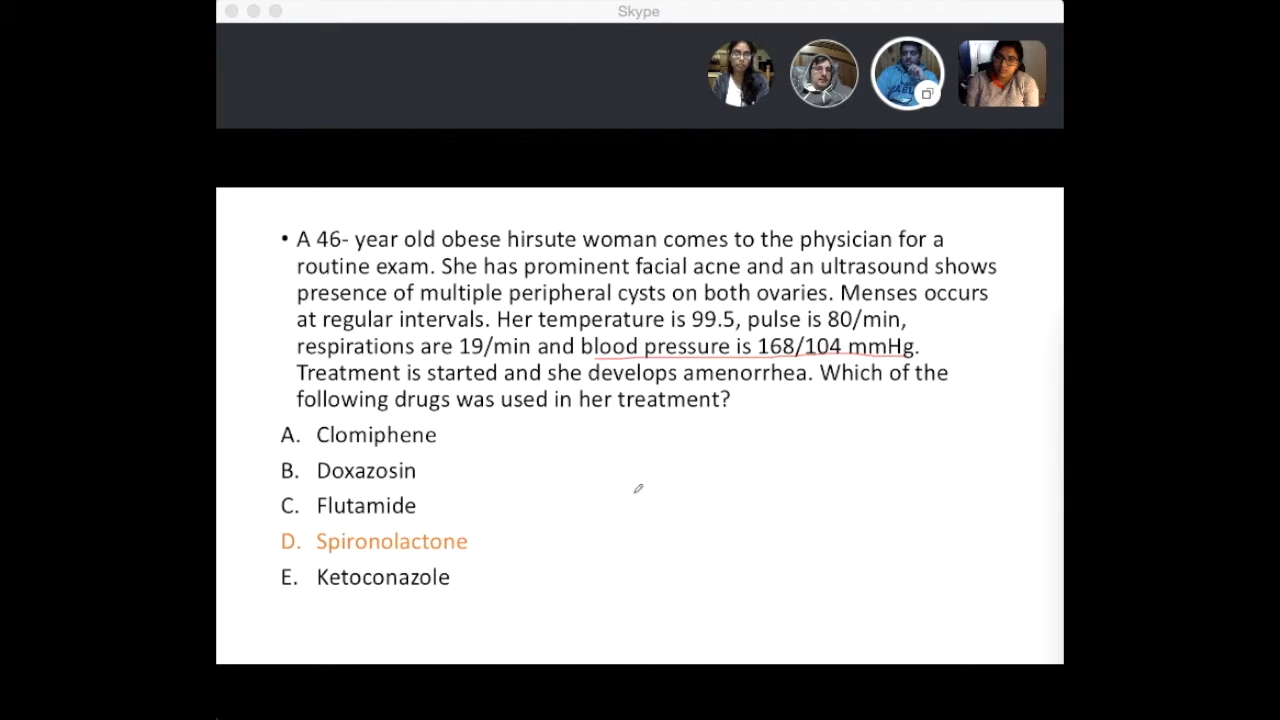 Skype
• A 46- year old obese hirsute woman comes to the physician for a
routine exam. She has prominent facial acne and an ultrasound shows
presence of multiple peripheral cysts on both ovaries. Menses occurs
at regular intervals. Her temperature is 99.5, pulse is 80/min,
respirations are 19/min and blood pressure is 168/104 mmHg.
Treatment is started and she develops amenorrhea. Which of the
following drugs was used in her treatment?
A. Clomiphene
B. Doxazosin
C. Flutamide
D. Spironolactone
E. Ketoconazole